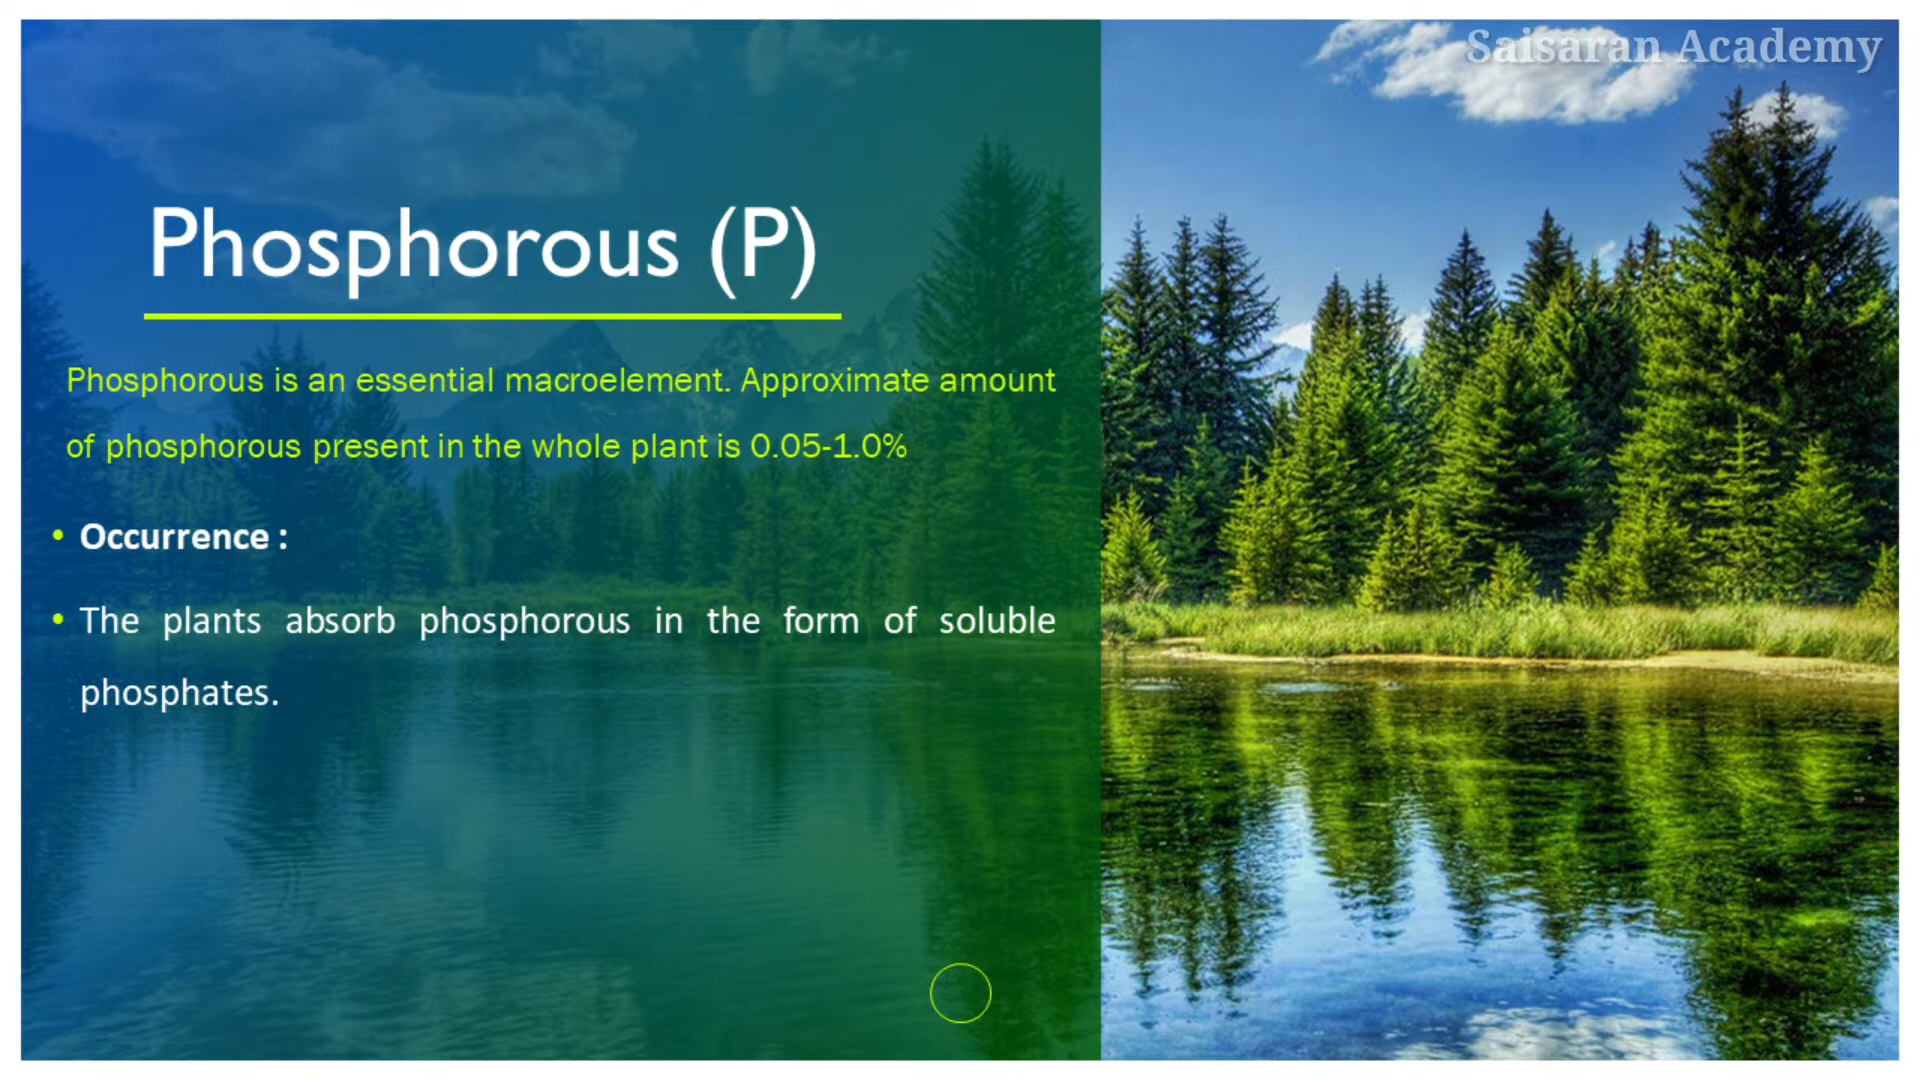 Saisaran Academy
Phosphorous (P)
Phosphorous is an essential macroelement. Approximate amount
of phosphorous present in the whole plant is 0.05-1.0%
• Occurrence :
• The plants absorb phosphorous in the form of soluble
phosphates.